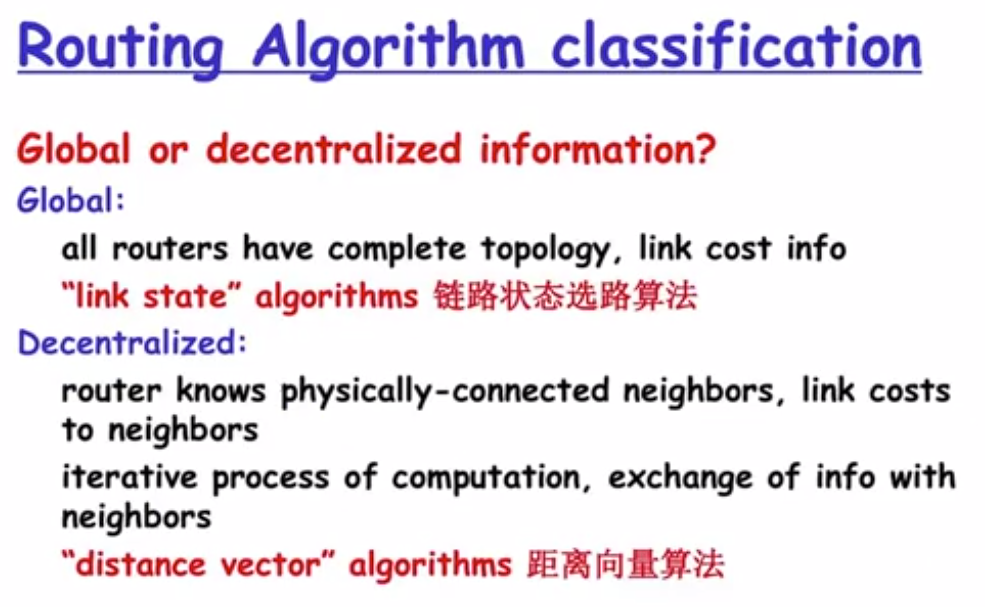 Routing Algorithm classification
Global or decentralized information?
Global:
all routers have complete topology, link cost info
“link state” algorithms 链路状态选路算法
Decentralized:
router knows physically-connected neighbors, link costs
to neighbors
iterative process of computation, exchange of info with
neighbors
“distance vector” algorithms 距离向量算法